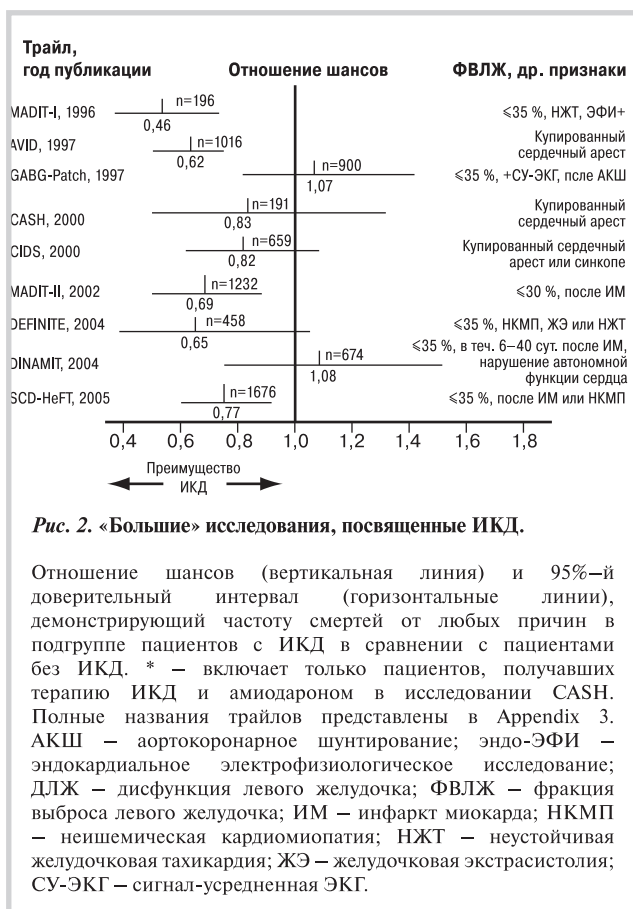 Трайл,
год публикации
Отношение шансов
ФВЛЖ, др. признаки
MADIT-I, 1996
n=196
0,46
≤35 %, НЖТ, ЭФИ+
AVID, 1997
n=1016
0,62
Купированный
сердечный арест
GABG-Patch, 1997
n=900
1,07
≤35 %, +СУ-ЭКГ, псле АКШ
CASH, 2000
n=191
0,83
Купированный
сердечный арест
CIDS, 2000
n=659
0,82
Купированный сердечный
арест или синкопе
MADIT-II, 2002
n=1232
0,69
≤30 %, после ИМ
DEFINITE, 2004
n=458
0,65
≤35 %, НКМП, ЖЭ или НЖТ
DINAMIT, 2004
n=674
1,08
≤35 %, в теч. 6–40 сут. после ИМ,
нарушение автономной
функции сердца
SCD-HeFT, 2005
n=1676
0,77
≤35 %, после ИМ или НКМП
0,4 0,6 0,8 1,0 1,2 1,4 1,6 1,8
Преимущество
ИКД
Рис. 2. «Большие» исследования, посвященные ИКД.
Отношение шансов (вертикальная линия) и 95%–й
доверительный интервал (горизонтальные линии),
демонстрирующий частоту смертей от любых причин в
подгруппе пациентов с ИКД в сравнении с пациентами
без ИКД. * – включает только пациентов, получавших
терапию ИКД и амиодароном в исследовании CASH.
Полные названия трайлов представлены в Appendix 3.
АКШ – аортокоронарное шунтирование; эндо-ЭФИ –
эндокардиальное электрофизиологическое исследование;
ДЛЖ – дисфункция левого желудочка; ФВЛЖ – фракция
выброса левого желудочка; ИМ – инфаркт миокарда; НКМП
– неишемическая кардиомиопатия; НЖТ – неустойчивая
желудочковая тахикардия; ЖЭ – желудочковая экстрасистолия;
СУ-ЭКГ – сигнал-усредненная ЭКГ.